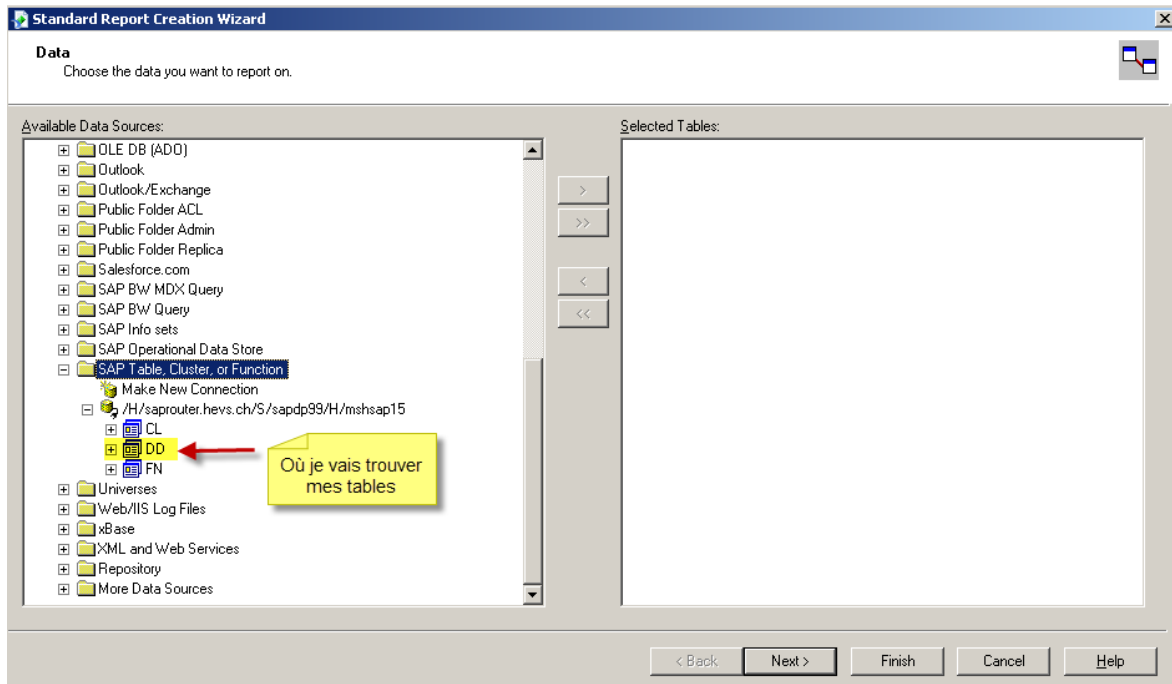 Standard Report Creation Wizard
Data
Choose the data you want to report on.
Available Data Sources:
OLE DB (ADO)
Outlook
Outlook/Exchange
Public Folder ACL
Public Folder Admin
Public Folder Replica
Salesforce.com
SAP BW MDX Query
SAP BW Query
SAP Info sets
SAP Operational Data Store
SAP Table, Cluster, or Function
Make New Connection
/H/saprouter.hevs.ch/S/sapdp99/H/mshsap15
CL
DD
FN
Où je vais trouver
mes tables
Universes
Web/IIS Log Files
xBase
XML and Web Services
Repository
More Data Sources
>
>>
<
<<
Selected Tables:
< Back
Next >
Finish
Cancel
Help